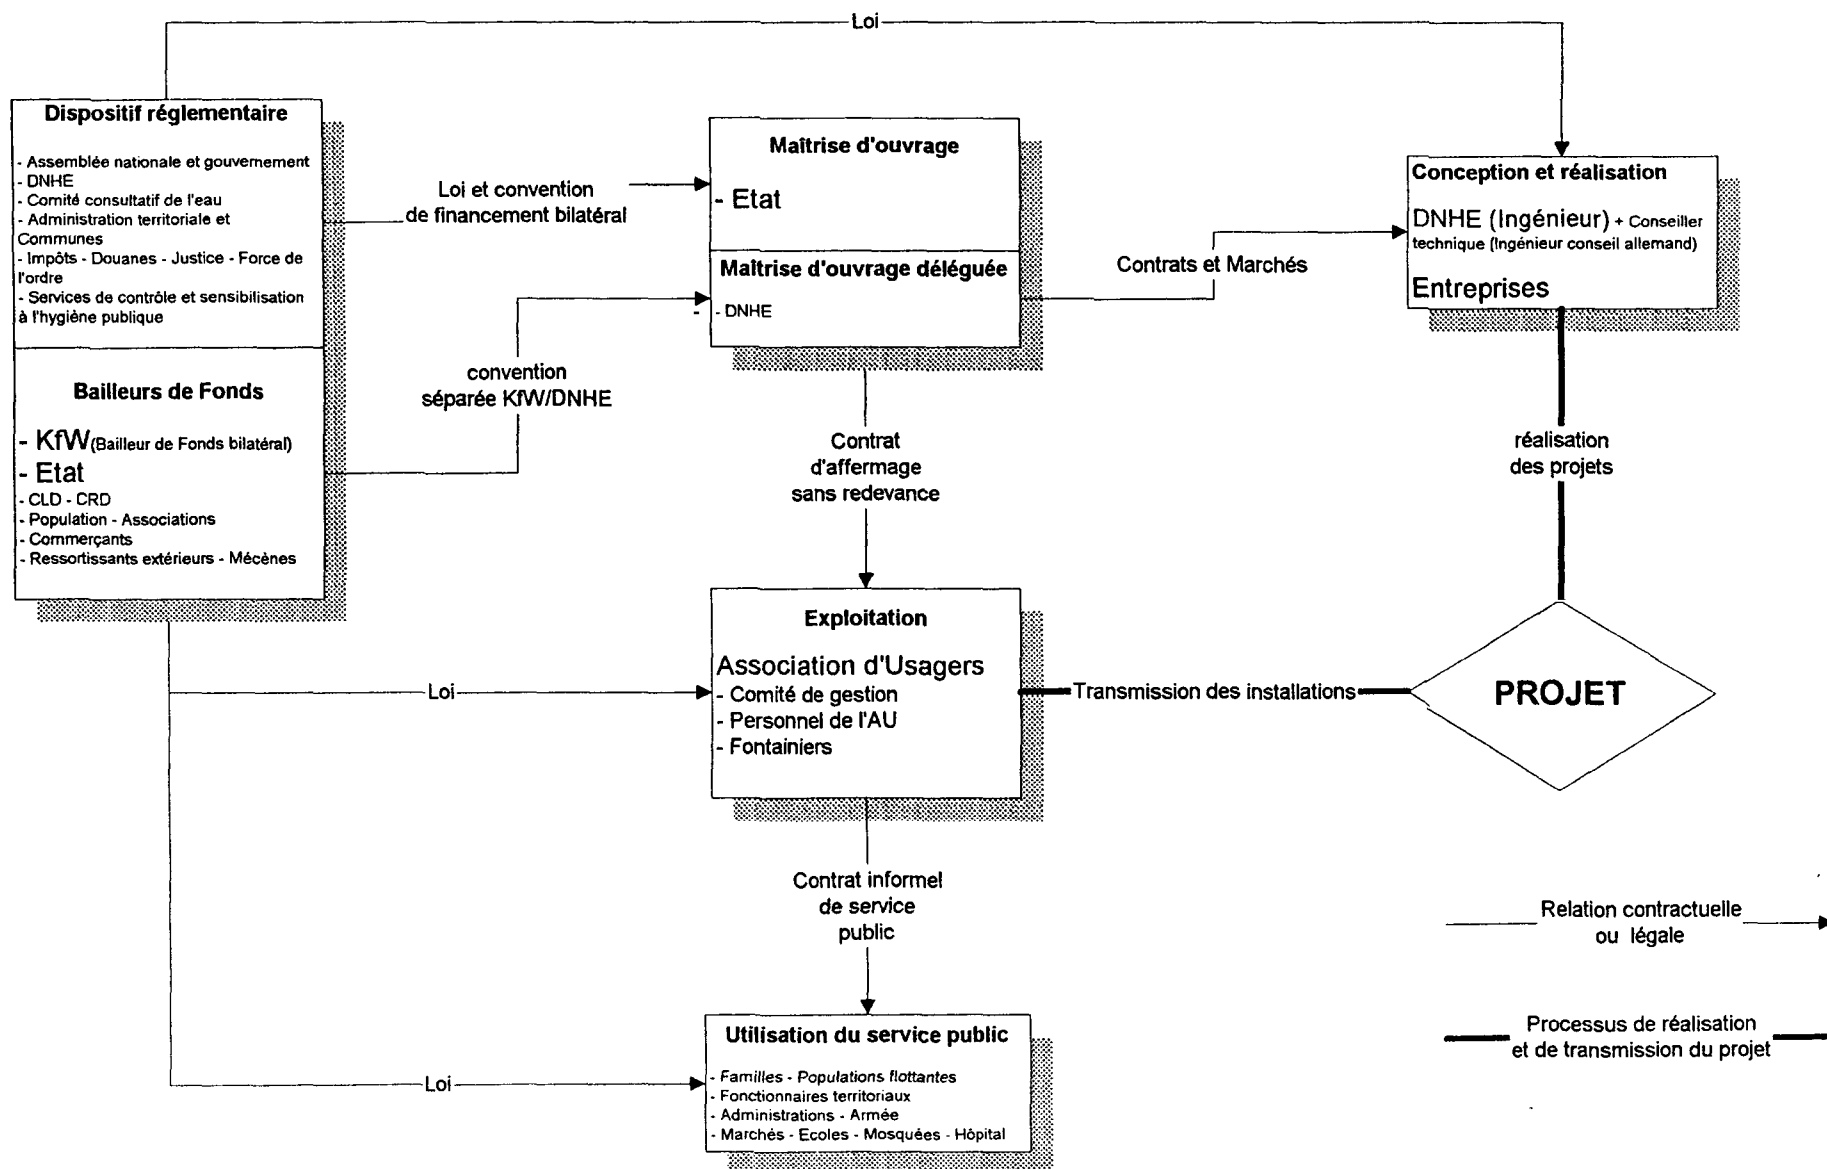 Loi
Dispositif réglementaire
- Assemblée nationale et gouvernement
- DNHE
- Comité consultatif de l'eau
- Administration territoriale et
Communes
- Impôts - Douanes - Justice - Force de
l'ordre
- Services de contrôle et sensibilisation
à l'hygiène publique
Bailleurs de Fonds
- KfW (Bailleur de Fonds bilatéral)
- Etat
- CLD - CRD
- Population - Associations
- Commerçants
- Ressortissants extérieurs - Mécènes
Loi et convention
de financement bilatéral
convention
séparée KfW/DNHE
Maîtrise d'ouvrage
- Etat
Maîtrise d'ouvrage déléguée
- - DNHE
Contrats et Marchés
Conception et réalisation
DNHE (Ingénieur) + Conseiller
technique (Ingénieur conseil allemand)
Entreprises
Contrat
d'affermage
sans redevance
réalisation
des projets
Loi
Exploitation
Association d'Usagers
- Comité de gestion
- Personnel de l'AU
- Fontainiers
Transmission des installations
PROJET
Contrat informel
de service
public
Loi
Utilisation du service public
- Familles - Populations flottantes
- Fonctionnaires territoriaux
- Administrations - Armée
- Marchés - Ecoles - Mosquées - Hôpital
Relation contractuelle
ou légale
Processus de réalisation
et de transmission du projet